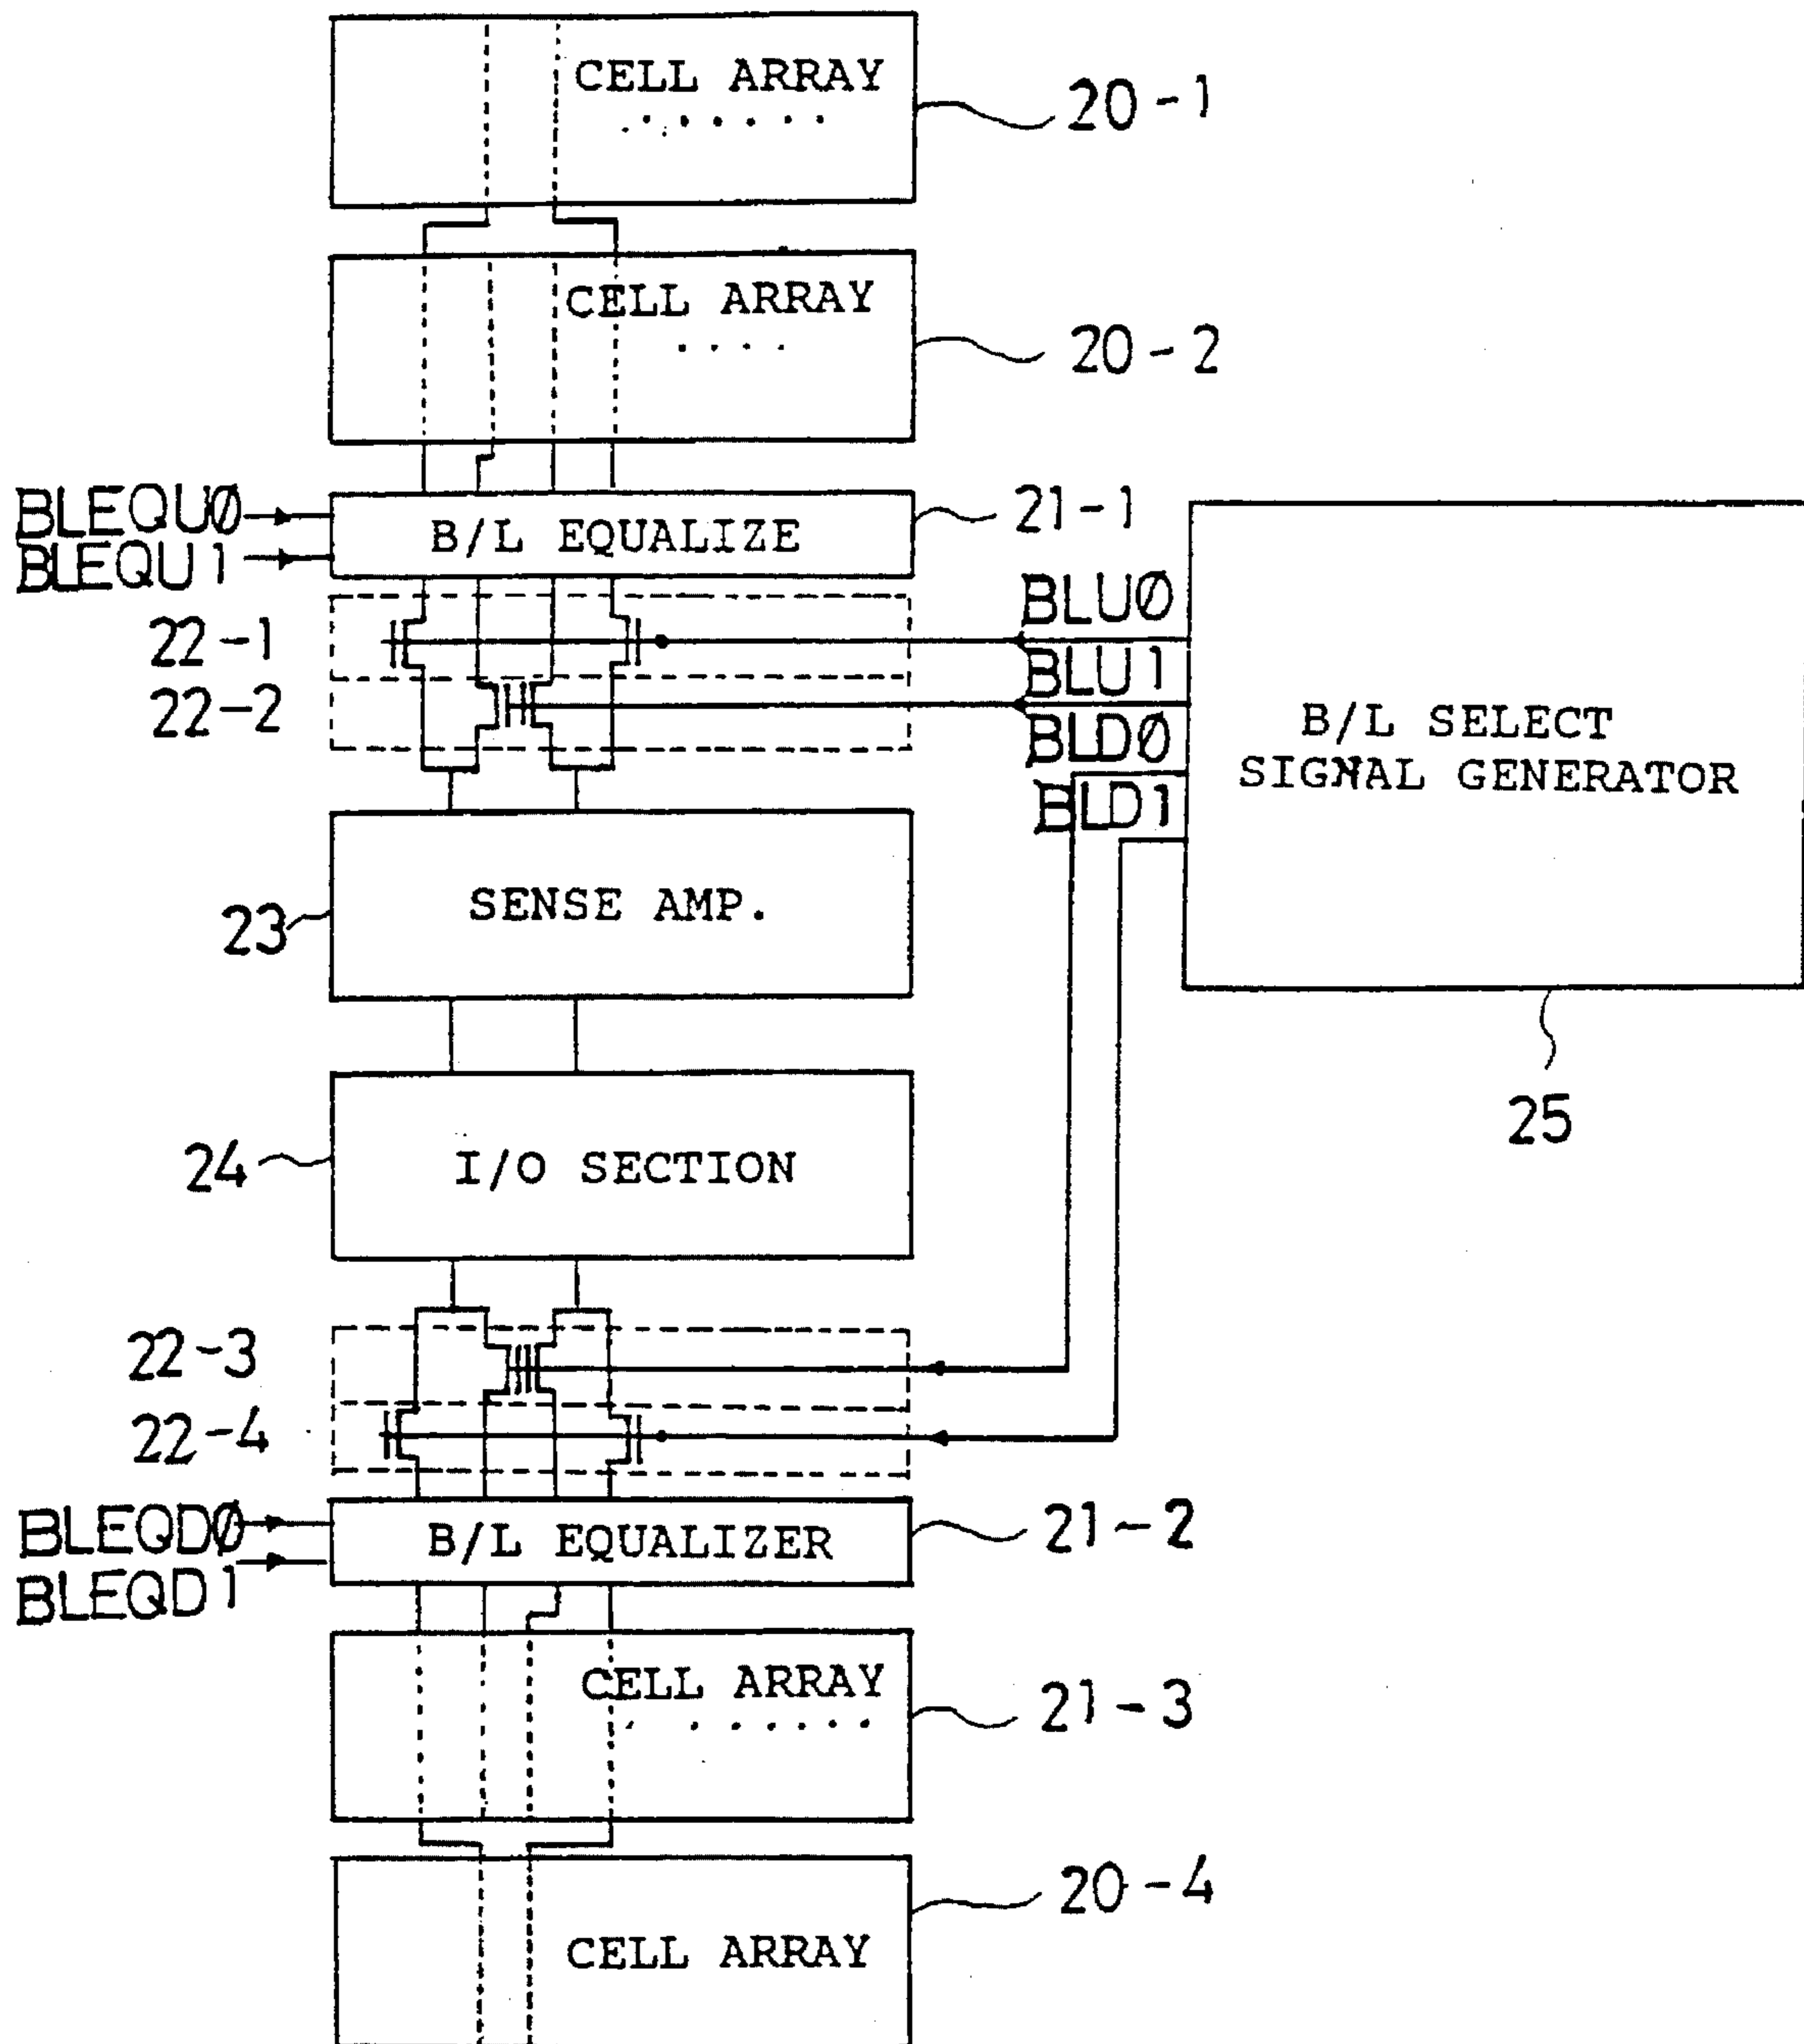 CELL ARRAY
20-1
CELL ARRAY
20-2
BLEQUØ
BLEQU1
B/L EQUALIZE
21-1
22-1
22-2
BLUØ
BLU1
BLDØ
BLD1
B/L SELECT
SIGNAL GENERATOR
25
SENSE AMP.
23
I/O SECTION
24
22-3
22-4
BLEQDØ
BLEQD1
B/L EQUALIZER
21-2
CELL ARRAY
21-3
CELL ARRAY
20-4